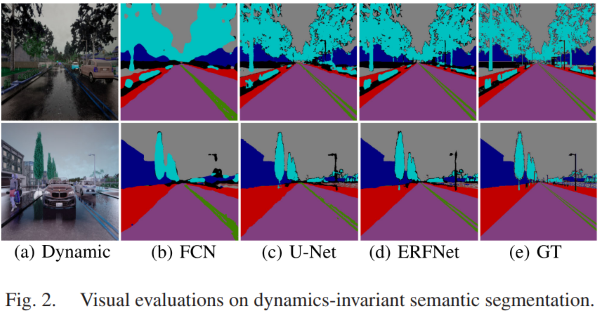 (a) Dynamic (b) FCN (c) U-Net (d) ERFNet (e) GT
Fig. 2. Visual evaluations on dynamics-invariant semantic segmentation.